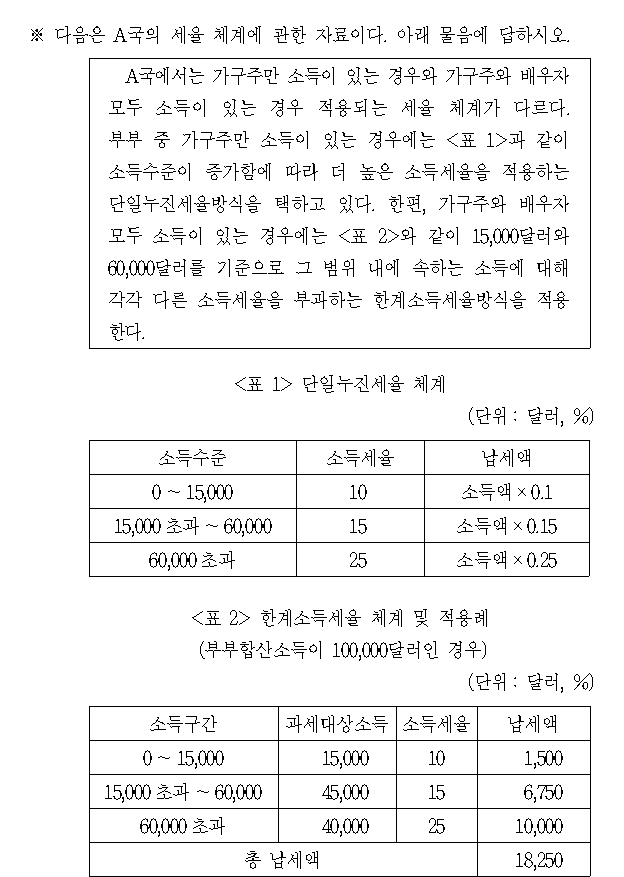 ※ 다음은 A국의 세율 체계에 관한 자료이다. 아래 물음에 답하시오.
A국에서는 가구주만 소득이 있는 경우와 가구주와 배우자
모두 소득이 있는 경우 적용되는 세율 체계가 다르다.
부부 중 가구주만 소득이 있는 경우에는 <표 1>과 같이
소득수준이 증가함에 따라 더 높은 소득세율을 적용하는
단일누진세율방식을 택하고 있다. 한편, 가구주와 배우자
모두 소득이 있는 경우에는 <표 2>와 같이 15,000달러와
60,000달러를 기준으로 그 범위 내에 속하는 소득에 대해
각각 다른 소득세율을 부과하는 한계소득세율방식을 적용
한다.
<표 1> 단일누진세율 체계
(단위 : 달러, %)
소득수준 소득세율 납세액
0 ~ 15,000 10 소득액×0.1
15,000 초과 ~ 60,000 15 소득액×0.15
60,000 초과 25 소득액×0.25
<표 2> 한계소득세율 체계 및 적용례
(부부합산소득이 100,000달러인 경우)
(단위 : 달러, %)
소득구간 과세대상소득 소득세율 납세액
0 ~ 15,000 15,000 10 1,500
15,000 초과 ~ 60,000 45,000 15 6,750
60,000 초과 40,000 25 10,000
총 납세액 18,250